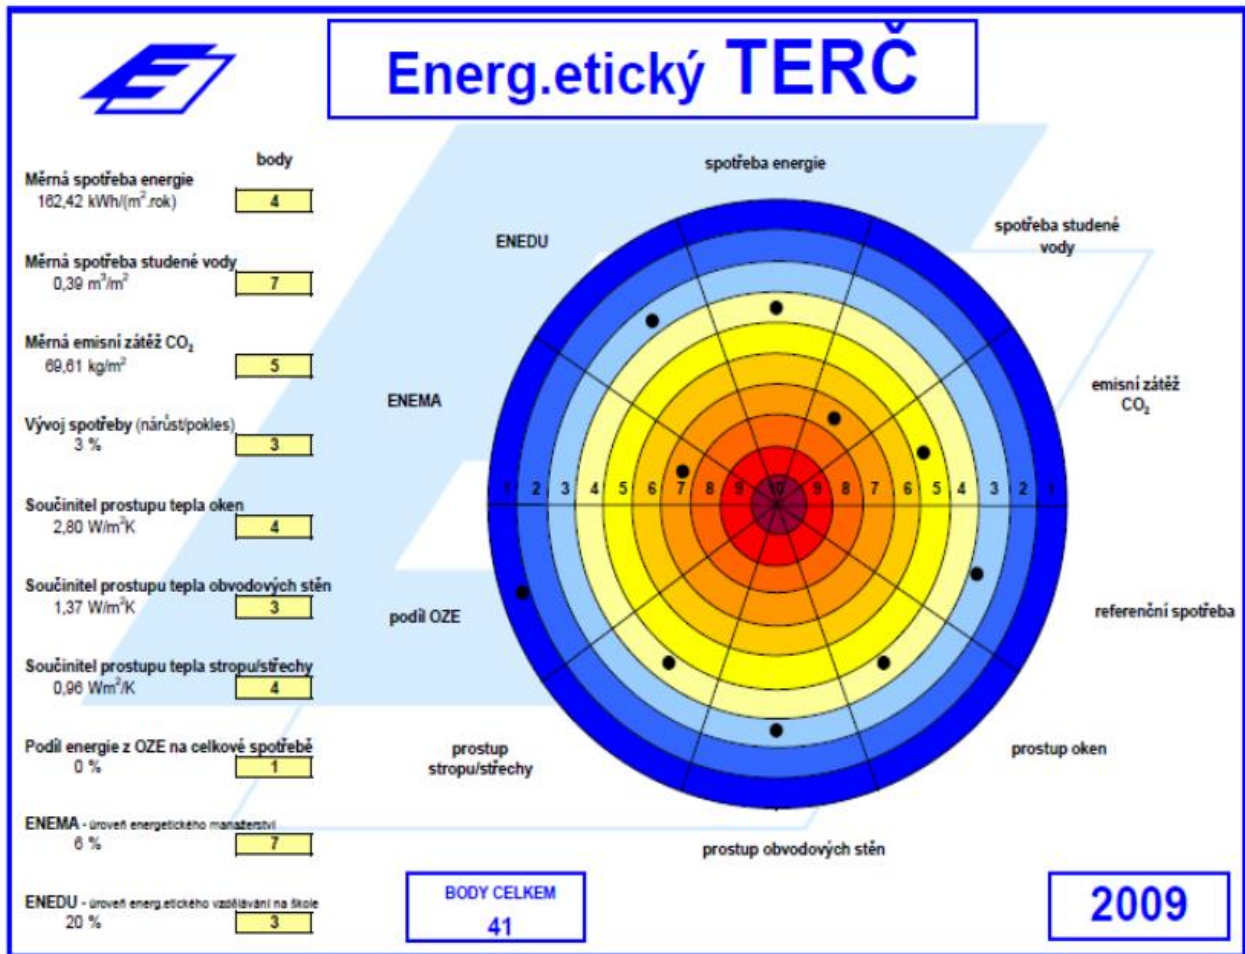 E
Energ.etický TERČ
body
Měrná spotřeba energie
162,42 kWh/(m².rok)
4
Měrná spotřeba studené vody
0,39 m³/m²
7
Měrná emisní zátěž CO₂
69,61 kg/m²
5
Vývoj spotřeby (nárůst/pokles)
3 %
3
Součinitel prostupu tepla oken
2,80 W/m²K
4
Součinitel prostupu tepla obvodových stěn
1,37 W/m²K
3
Součinitel prostupu tepla stropu/střechy
0,96 Wm²/K
4
Podíl energie z OZE na celkové spotřebě
0 %
1
ENEMA - úroveň energetického manažerství
6 %
7
ENEDU - úroveň energ.etického vzdělávání na škole
20 %
3
spotřeba energie
spotřeba studené
vody
emisní zátěž
CO₂
referenční spotřeba
prostup oken
prostup obvodových stěn
prostup
stropu/střechy
podíl OZE
ENEMA
ENEDU
1 2 3 4 5 6 7 8 9 10 9 8 7 6 5 4 3 2 1
BODY CELKEM
41
2009